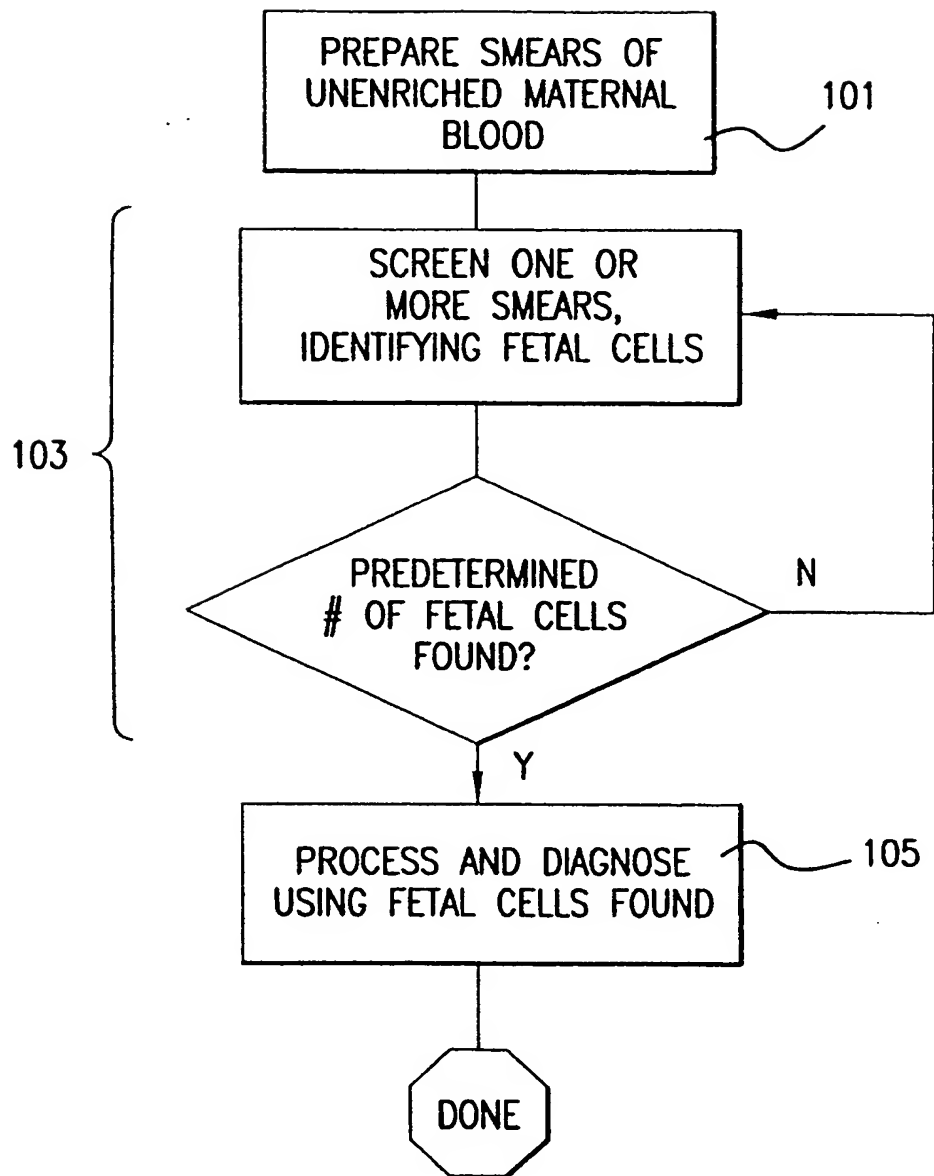 PREPARE SMEARS OF
UNENRICHED MATERNAL
BLOOD
101
SCREEN ONE OR
MORE SMEARS,
IDENTIFYING FETAL CELLS
103
PREDETERMINED
# OF FETAL CELLS
FOUND?
N
Y
PROCESS AND DIAGNOSE
USING FETAL CELLS FOUND
105
DONE